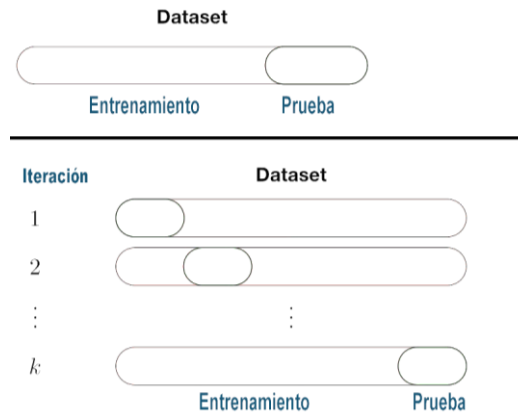 Dataset
Entrenamiento Prueba
Iteración Dataset
1
2
⋮ ⋮
k
Entrenamiento Prueba